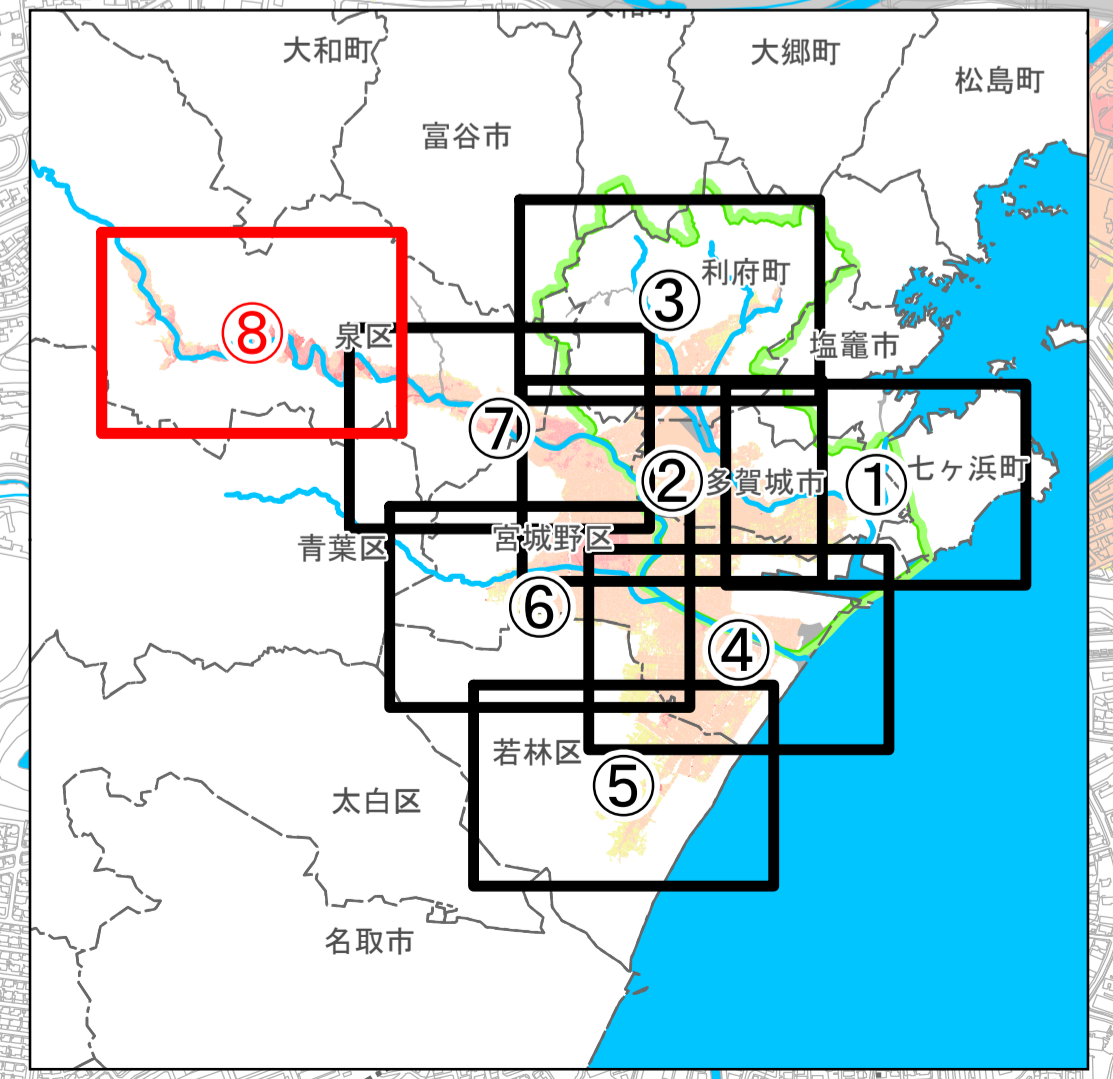 大和町
大郷町
松島町
富谷市
利府町
③
⑧
泉区
塩竈市
⑦
②
多賀城市
①
七ヶ浜町
青葉区
宮城野区
⑥
④
若林区
⑤
太白区
名取市